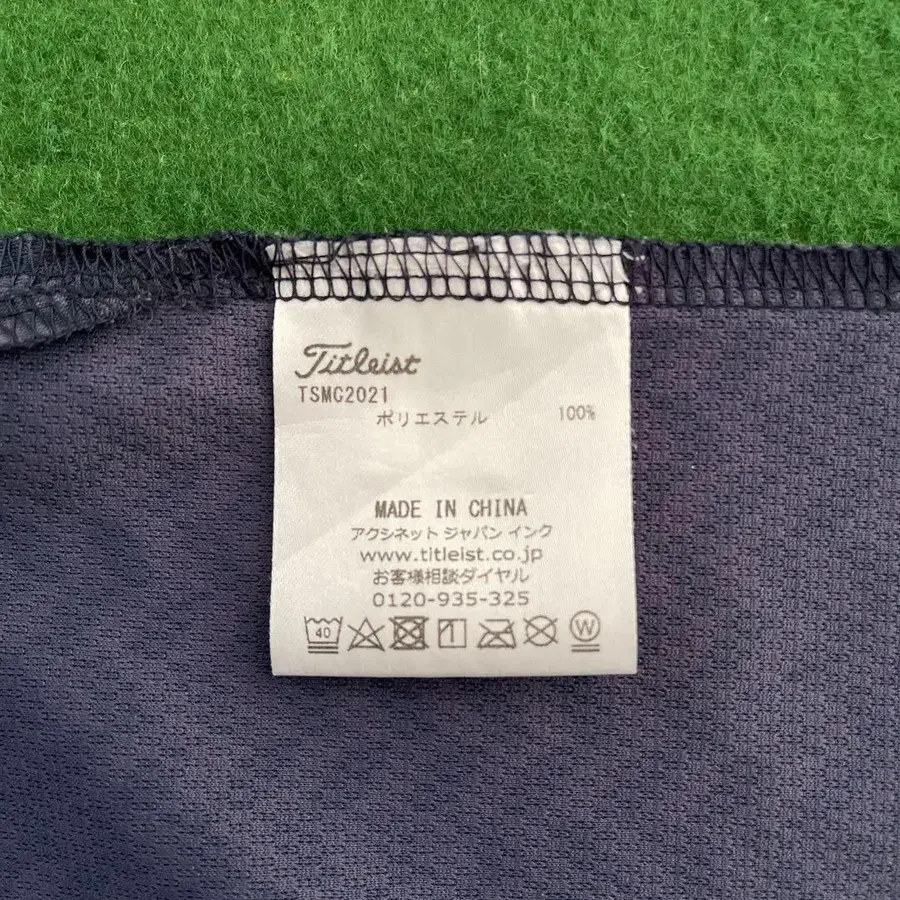 Titleist
TSMC2021
ポリエステル 100%
MADE IN CHINA
アクシネット ジャパン インク
www.titleist.co.jp
お客様相談ダイヤル
0120-935-325
40 W